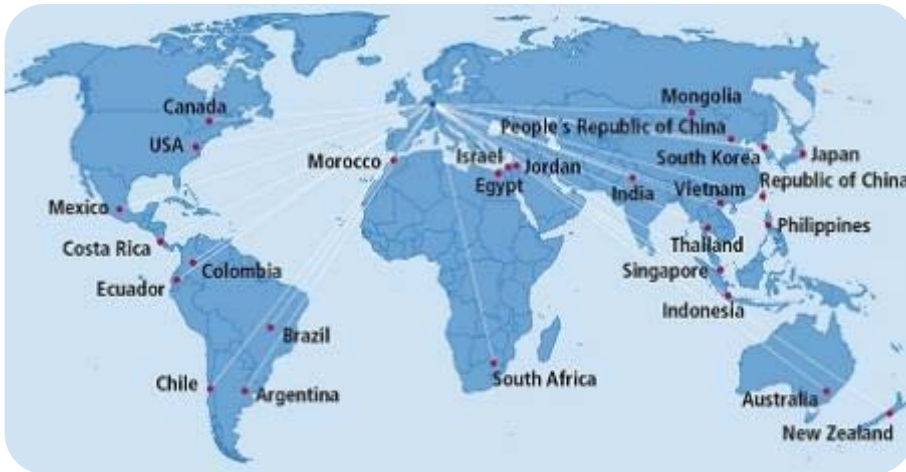 Canada
Mongolia
People's Republic of China
USA
Morocco
Israel
Jordan
South Korea
Japan
Egypt
India
Vietnam
Republic of China
Mexico
Philippines
Costa Rica
Thailand
Colombia
Singapore
Ecuador
Indonesia
Brazil
South Africa
Chile
Argentina
Australia
New Zealand